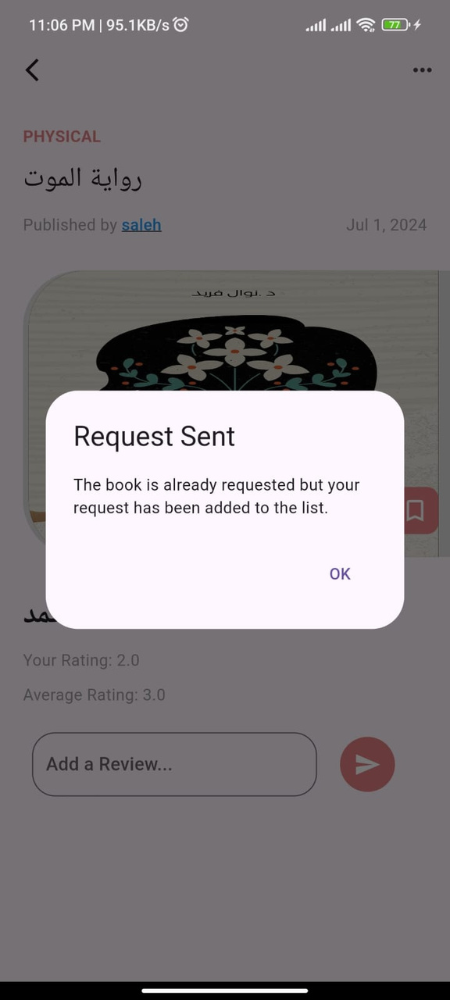 11:06 PM | 95.1KB/s
77
PHYSICAL
رواية الموت
Published by saleh
Jul 1, 2024
د. نوال فريد
Request Sent
The book is already requested but your
request has been added to the list.
OK
Your Rating: 2.0
Average Rating: 3.0
Add a Review...